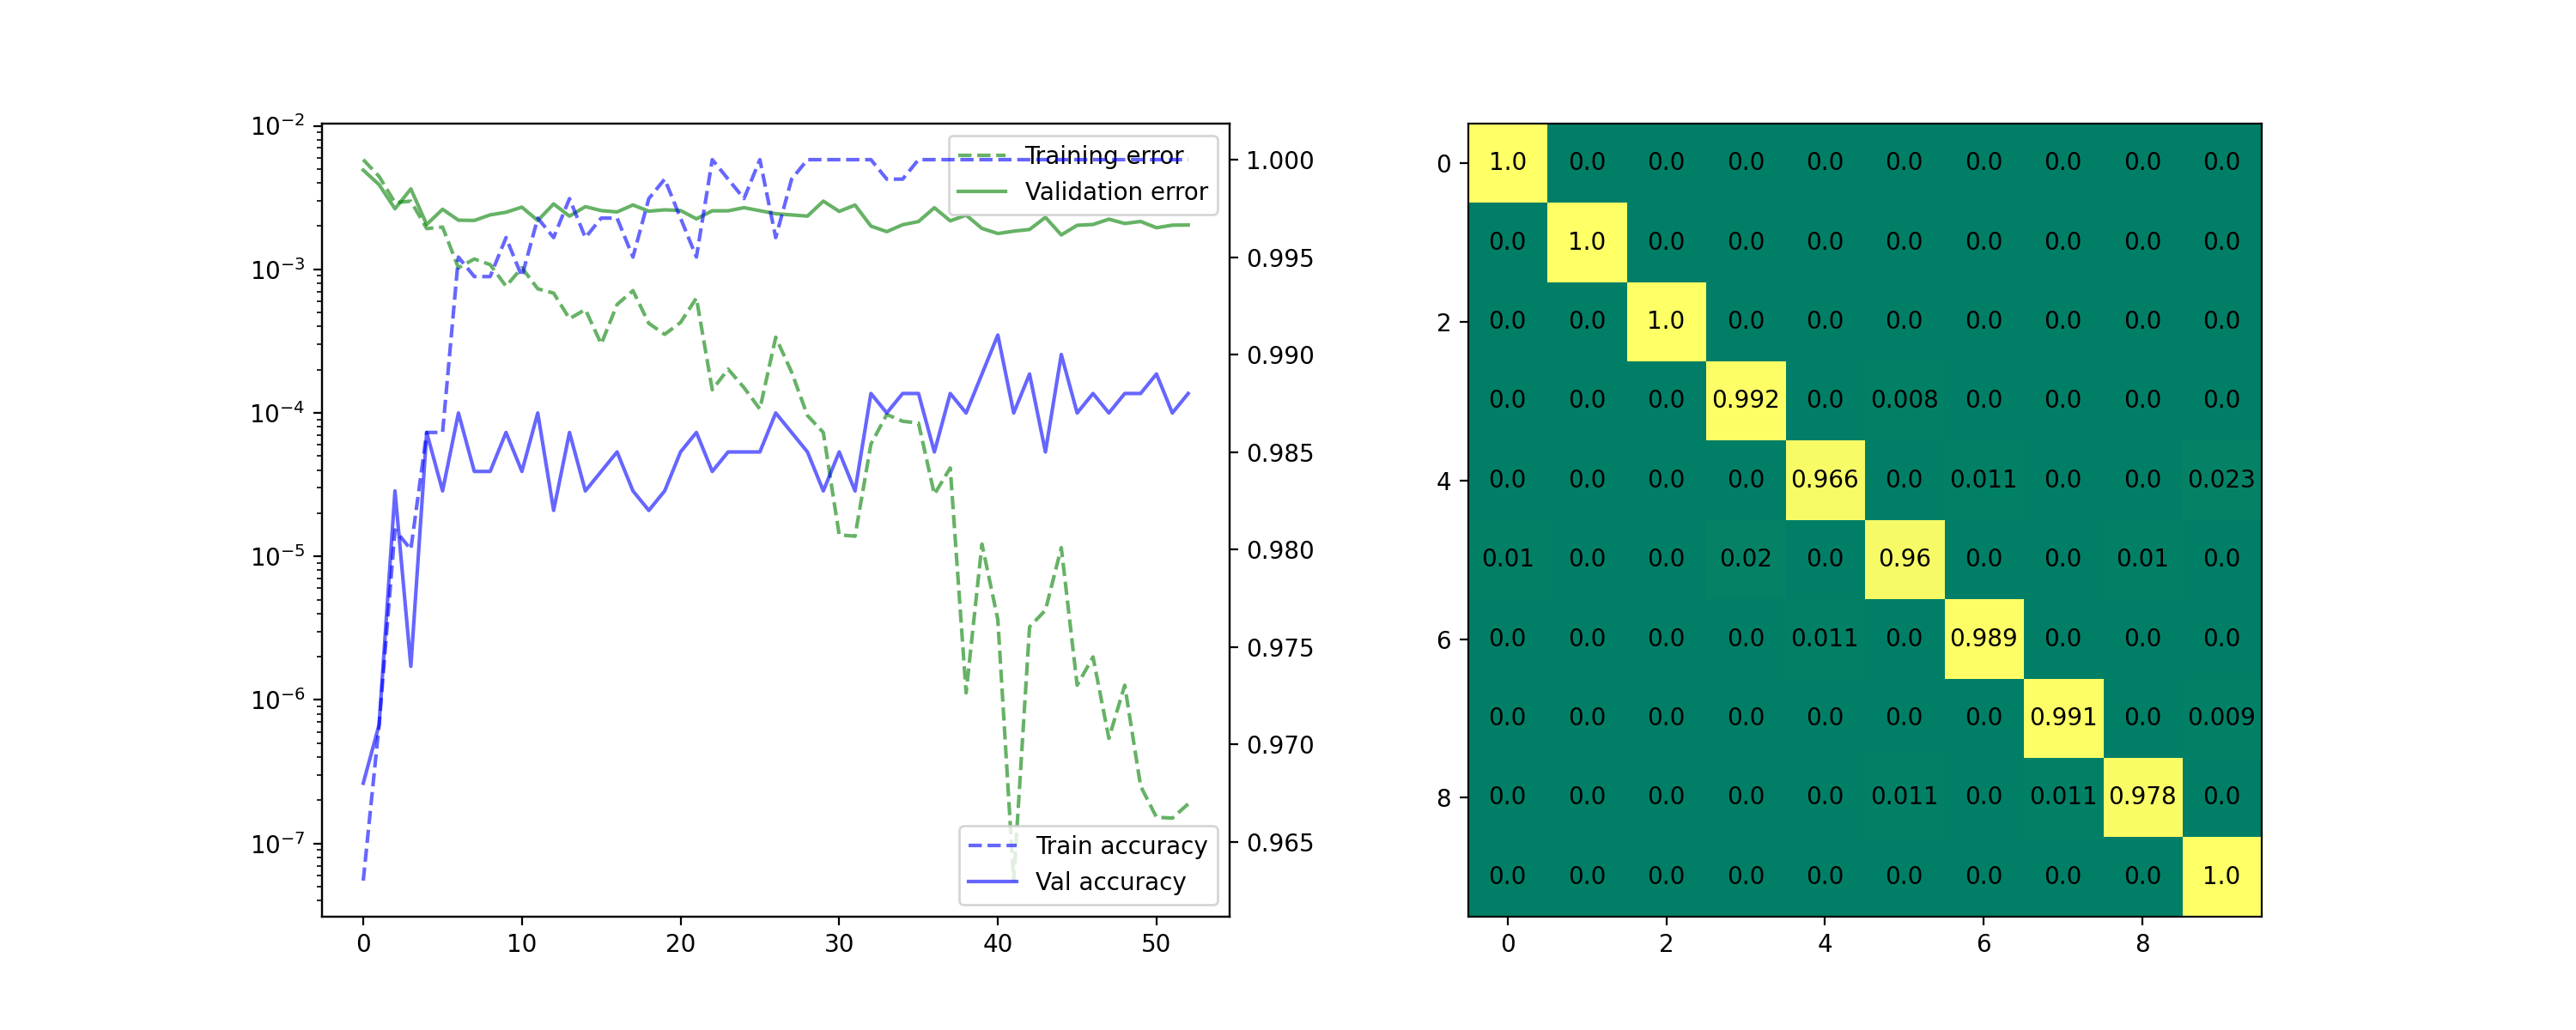 10⁻²
10⁻³
10⁻⁴
10⁻⁵
10⁻⁶
10⁻⁷
0 10 20 30 40 50
1.000
0.995
0.990
0.985
0.980
0.975
0.970
0.965
Training error
Validation error
Train accuracy
Val accuracy
0 1.0 0.0 0.0 0.0 0.0 0.0 0.0 0.0 0.0 0.0
0.0 1.0 0.0 0.0 0.0 0.0 0.0 0.0 0.0 0.0
2 0.0 0.0 1.0 0.0 0.0 0.0 0.0 0.0 0.0 0.0
0.0 0.0 0.0 0.992 0.0 0.008 0.0 0.0 0.0 0.0
4 0.0 0.0 0.0 0.0 0.966 0.0 0.011 0.0 0.0 0.023
0.01 0.0 0.0 0.02 0.0 0.96 0.0 0.0 0.01 0.0
6 0.0 0.0 0.0 0.0 0.011 0.0 0.989 0.0 0.0 0.0
0.0 0.0 0.0 0.0 0.0 0.0 0.0 0.991 0.0 0.009
8 0.0 0.0 0.0 0.0 0.0 0.011 0.0 0.011 0.978 0.0
0.0 0.0 0.0 0.0 0.0 0.0 0.0 0.0 0.0 1.0
0 2 4 6 8